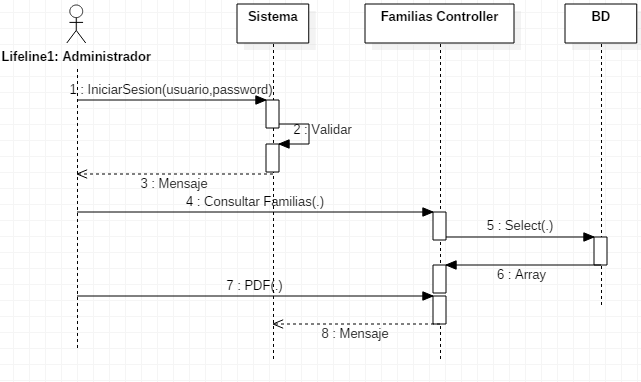 Sistema
Familias Controller
BD
Lifeline1: Administrador
1 : IniciarSesion(usuario,password)
2 : Validar
3 : Mensaje
4 : Consultar Familias(.)
5 : Select(.)
6 : Array
7 : PDF(.)
8 : Mensaje